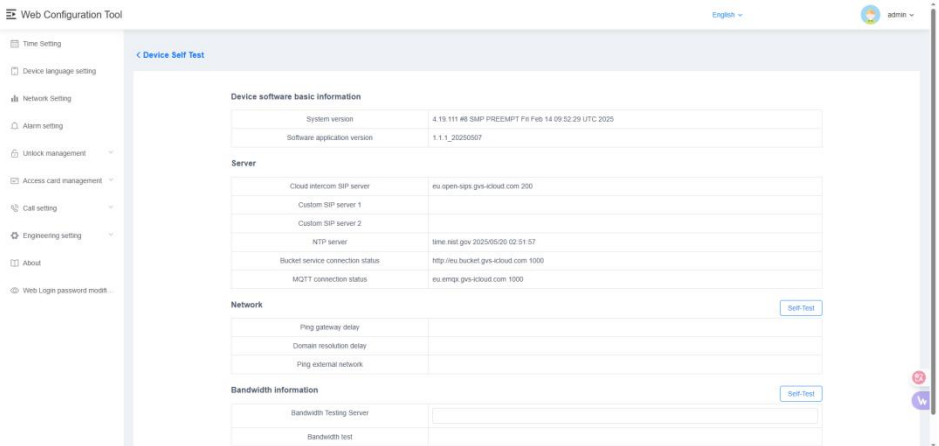 Web Configuration Tool
English
admin
Time Setting
Device language setting
Network Setting
Alarm setting
Unlock management
Access card management
Call setting
Engineering setting
About
Web Login password modifi...
< Device Self Test
Device software basic information
System version 4.19.111 #8 SMP PREEMPT Fri Feb 14 09:52:29 UTC 2025
Software application version 1.1.1_20250507
Server
Cloud intercom SIP server eu.open-sips.gvs-icloud.com 200
Custom SIP server 1
Custom SIP server 2
NTP server time.nist.gov 2025/05/20 02:51:57
Bucket service connection status http://eu.bucket.gvs-icloud.com 1000
MQTT connection status eu.emqx.gvs-icloud.com 1000
Network
Self-Test
Ping gateway delay
Domain resolution delay
Ping external network
Bandwidth information
Self-Test
Bandwidth Testing Server
Bandwidth test